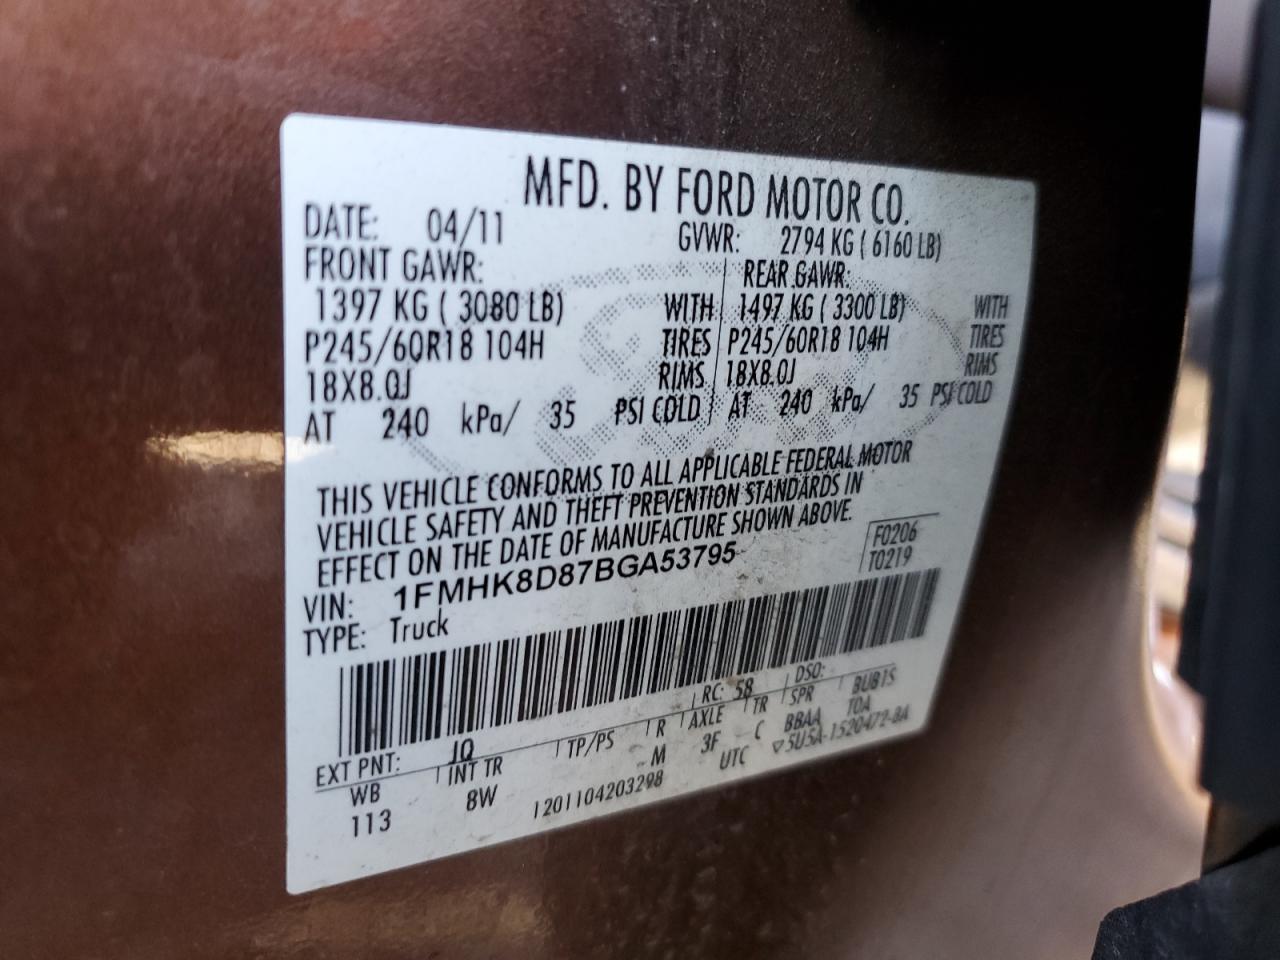 MFD. BY FORD MOTOR CO.
DATE: 04/11 GVWR: 2794 KG ( 6160 LB)
FRONT GAWR: REAR GAWR:
1397 KG ( 3080 LB) WITH 1497 KG ( 3300 LB) WITH
P245/60R18 104H TIRES P245/60R18 104H TIRES
18X8.0J RIMS 18X8.0J RIMS
AT 240 kPa/ 35 PSI COLD AT 240 kPa/ 35 PSI COLD
THIS VEHICLE CONFORMS TO ALL APPLICABLE FEDERAL MOTOR
VEHICLE SAFETY AND THEFT PREVENTION STANDARDS IN
EFFECT ON THE DATE OF MANUFACTURE SHOWN ABOVE.
F0206
T0219
VIN: 1FMHK8D87BGA53795
TYPE: Truck
EXT PNT: JQ RC: 58 DSO:
WB INT TR TP/PS R AXLE TR SPR BUB1S
113 8W M 3F C BBAA TOA
1201104203298 UTC ▽5U5A-1520472-BA